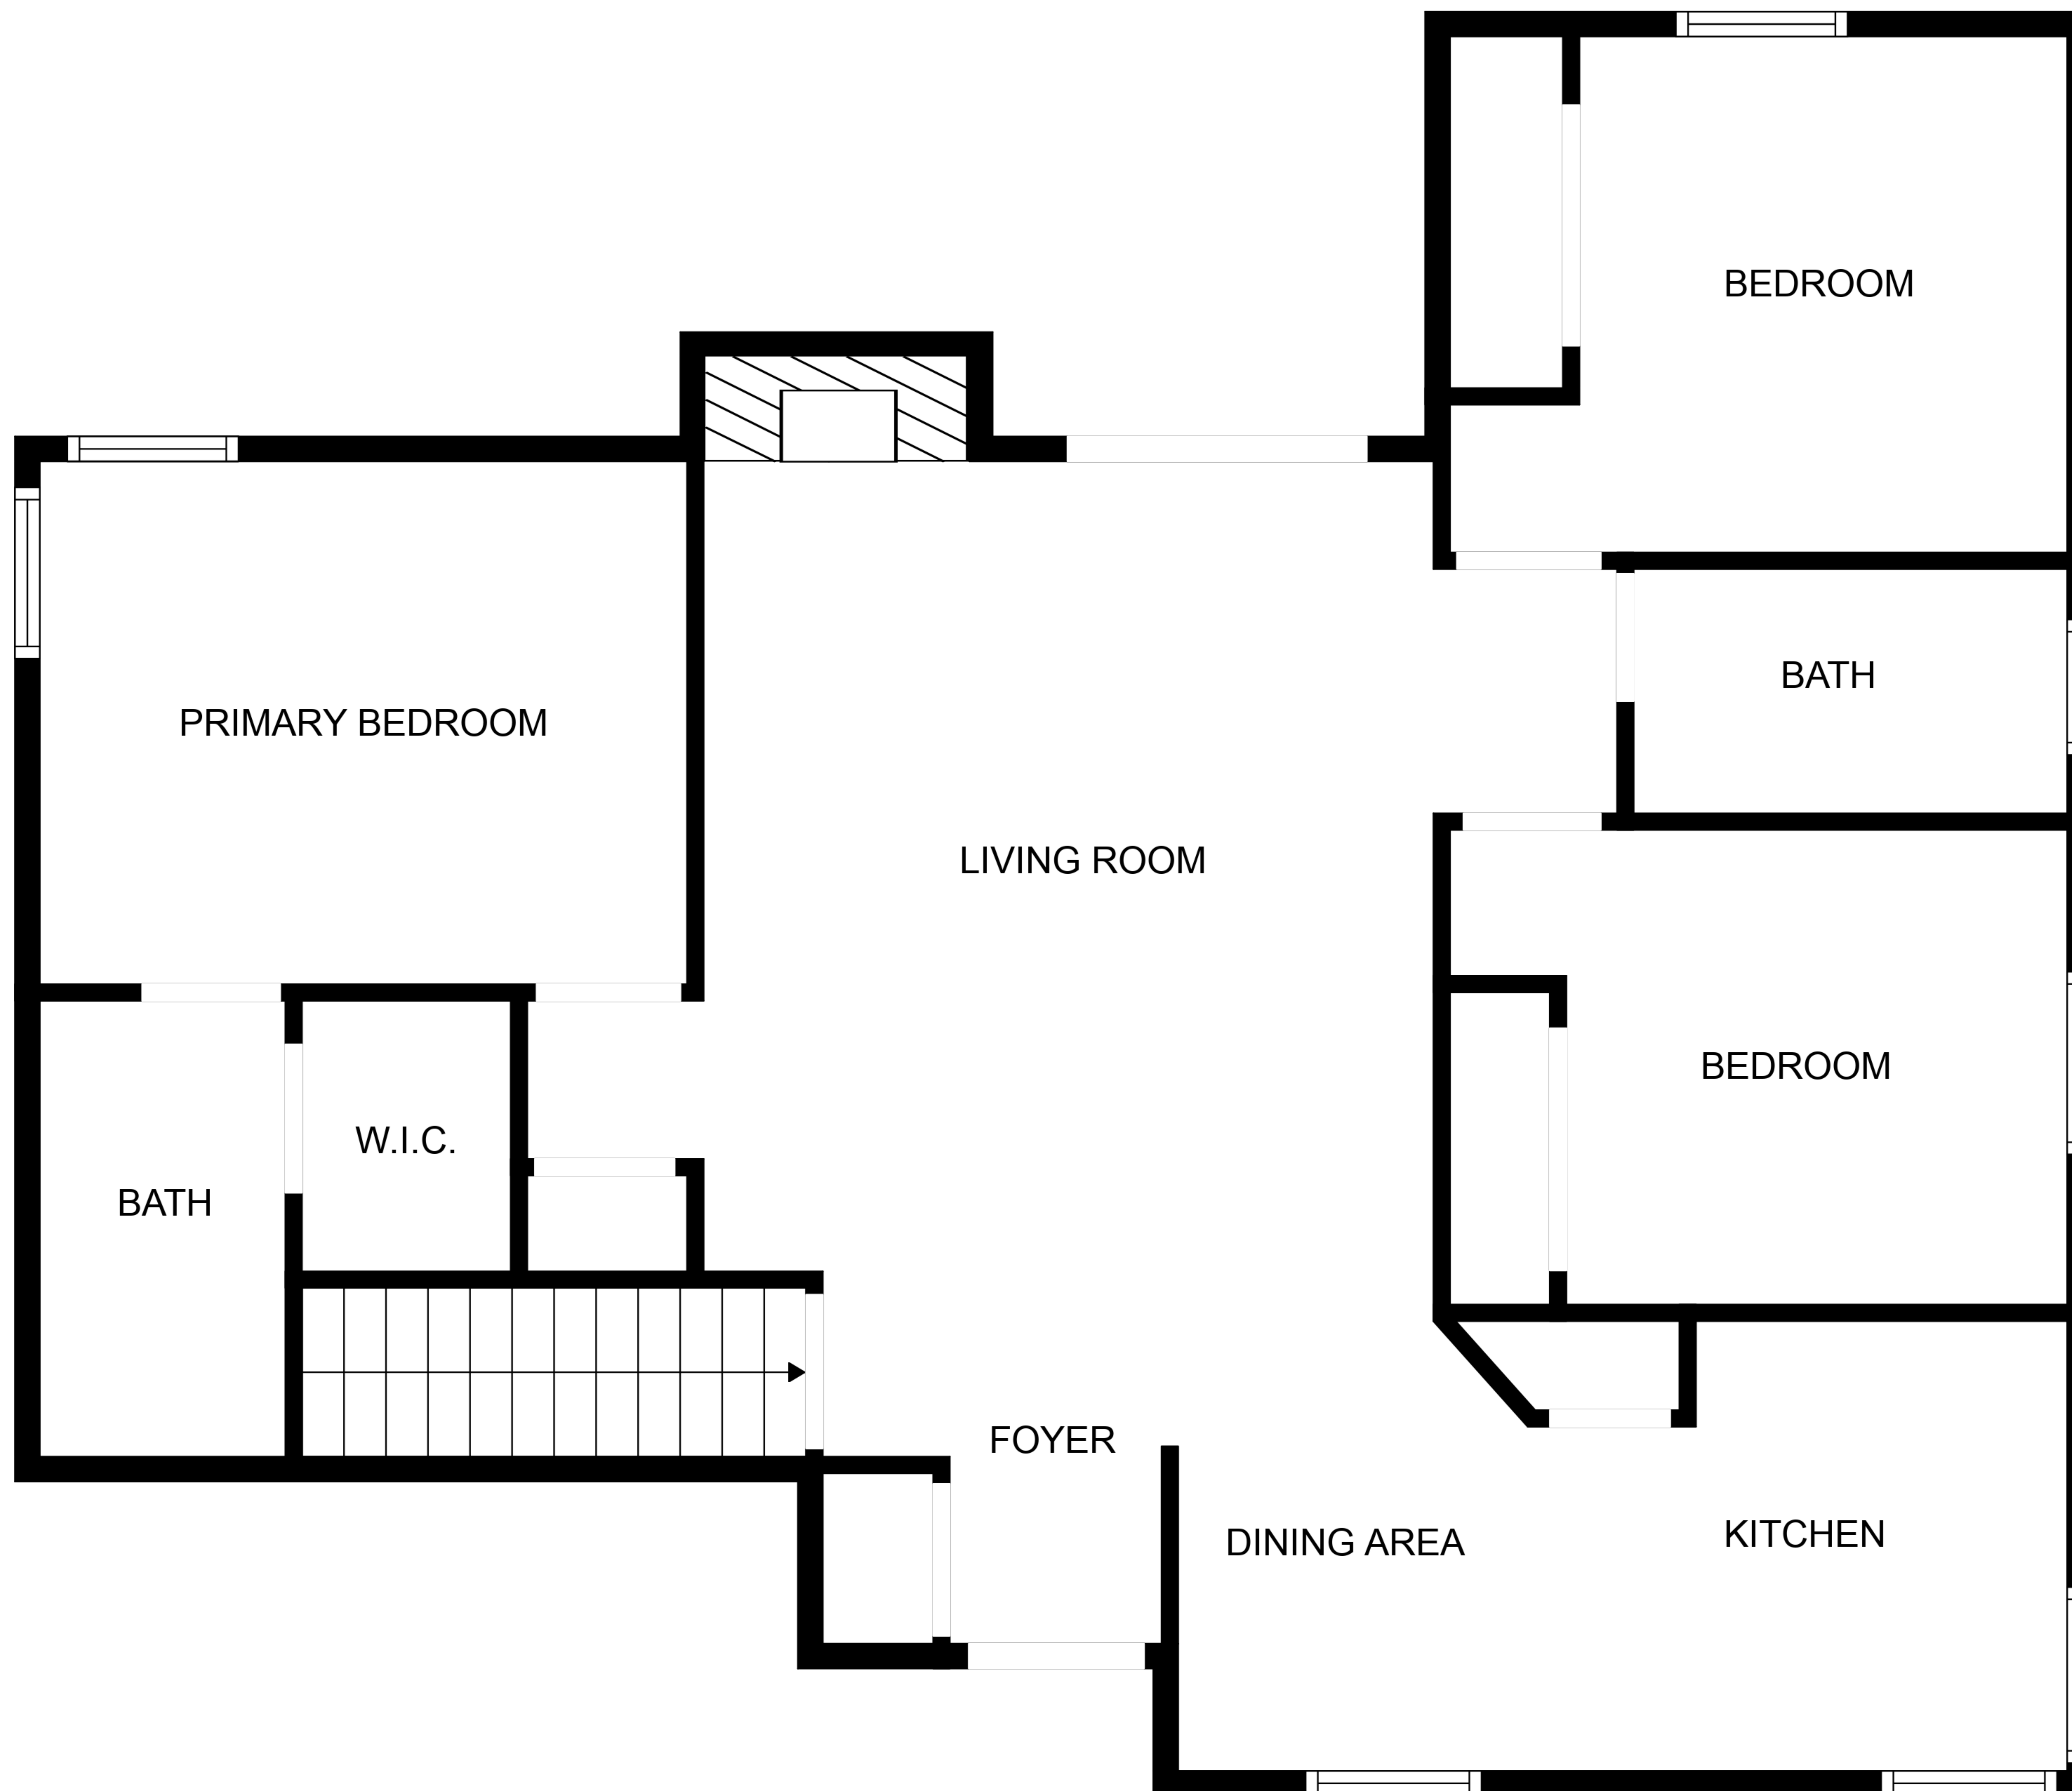 BEDROOM
BATH
PRIMARY BEDROOM
LIVING ROOM
BEDROOM
W.I.C.
BATH
FOYER
DINING AREA
KITCHEN